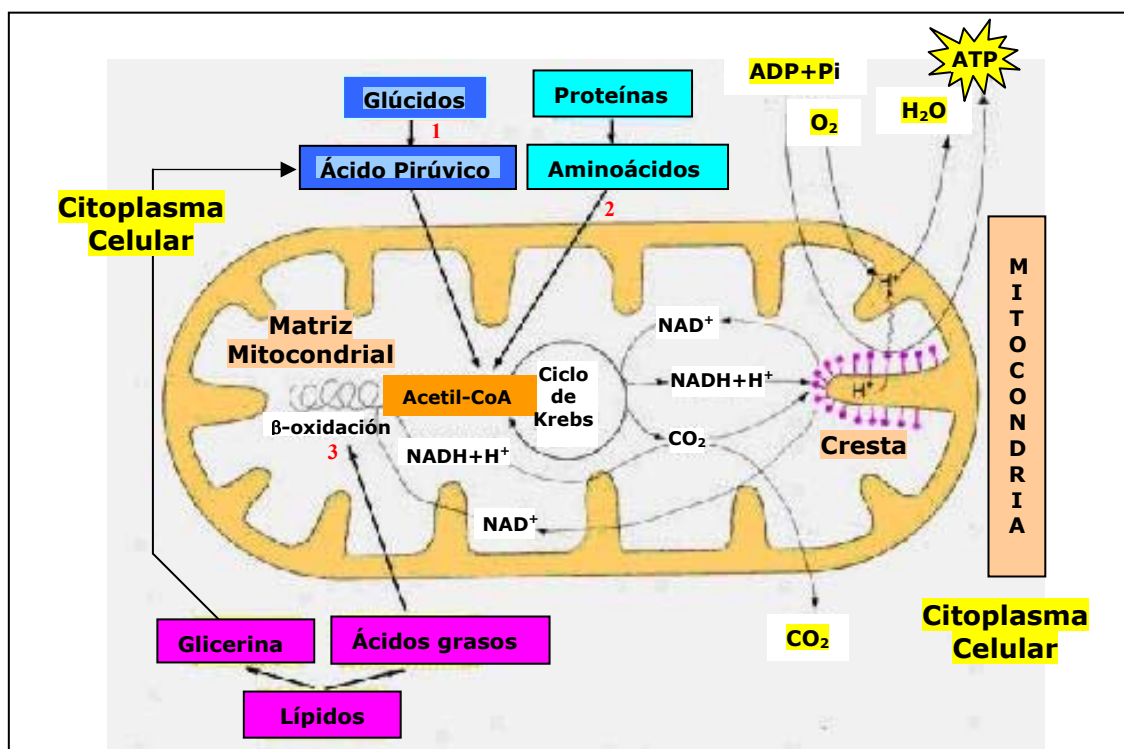 ATP
ADP+Pi
H₂O
O₂
Glúcidos
Proteínas
1
Ácido Pirúvico
Aminoácidos
2
Citoplasma
Celular
MITOCONDRIA
H⁺
Matriz
Mitocondrial
NAD⁺
Acetil-CoA
Ciclo
de
Krebs
NADH+H⁺
H⁺
β-oxidación
3
NADH+H⁺
CO₂
Cresta
NAD⁺
Glicerina
Ácidos grasos
CO₂
Citoplasma
Celular
Lípidos